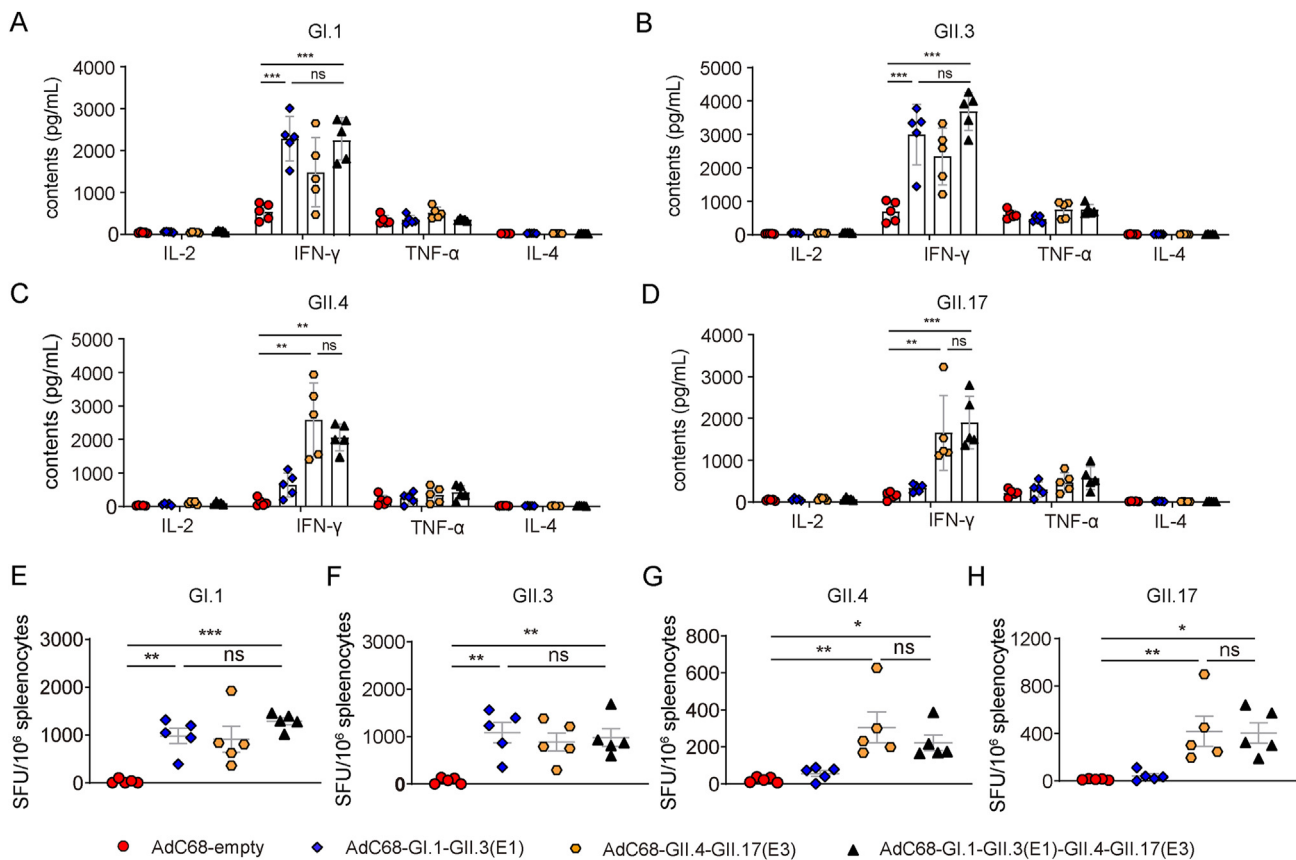 A
GI.1
contents (pg/mL)
4000
3000
2000
1000
0
***
***
ns
IL-2
IFN-γ
TNF-α
IL-4
B
GII.3
contents (pg/mL)
5000
4000
3000
2000
1000
0
***
***
ns
IL-2
IFN-γ
TNF-α
IL-4
C
GII.4
contents (pg/mL)
5000
4000
3000
2000
1000
0
**
**
ns
IL-2
IFN-γ
TNF-α
IL-4
D
GII.17
contents (pg/mL)
4000
3000
2000
1000
0
***
**
ns
IL-2
IFN-γ
TNF-α
IL-4
E
GI.1
SFU/10⁶ spleenocytes
3000
2000
1000
0
***
**
ns
F
GII.3
SFU/10⁶ spleenocytes
3000
2000
1000
0
**
**
ns
G
GII.4
SFU/10⁶ spleenocytes
800
600
400
200
0
*
**
ns
H
GII.17
SFU/10⁶ spleenocytes
1200
800
400
0
*
**
ns
AdC68-empty
AdC68-GI.1-GII.3(E1)
AdC68-GII.4-GII.17(E3)
AdC68-GI.1-GII.3(E1)-GII.4-GII.17(E3)